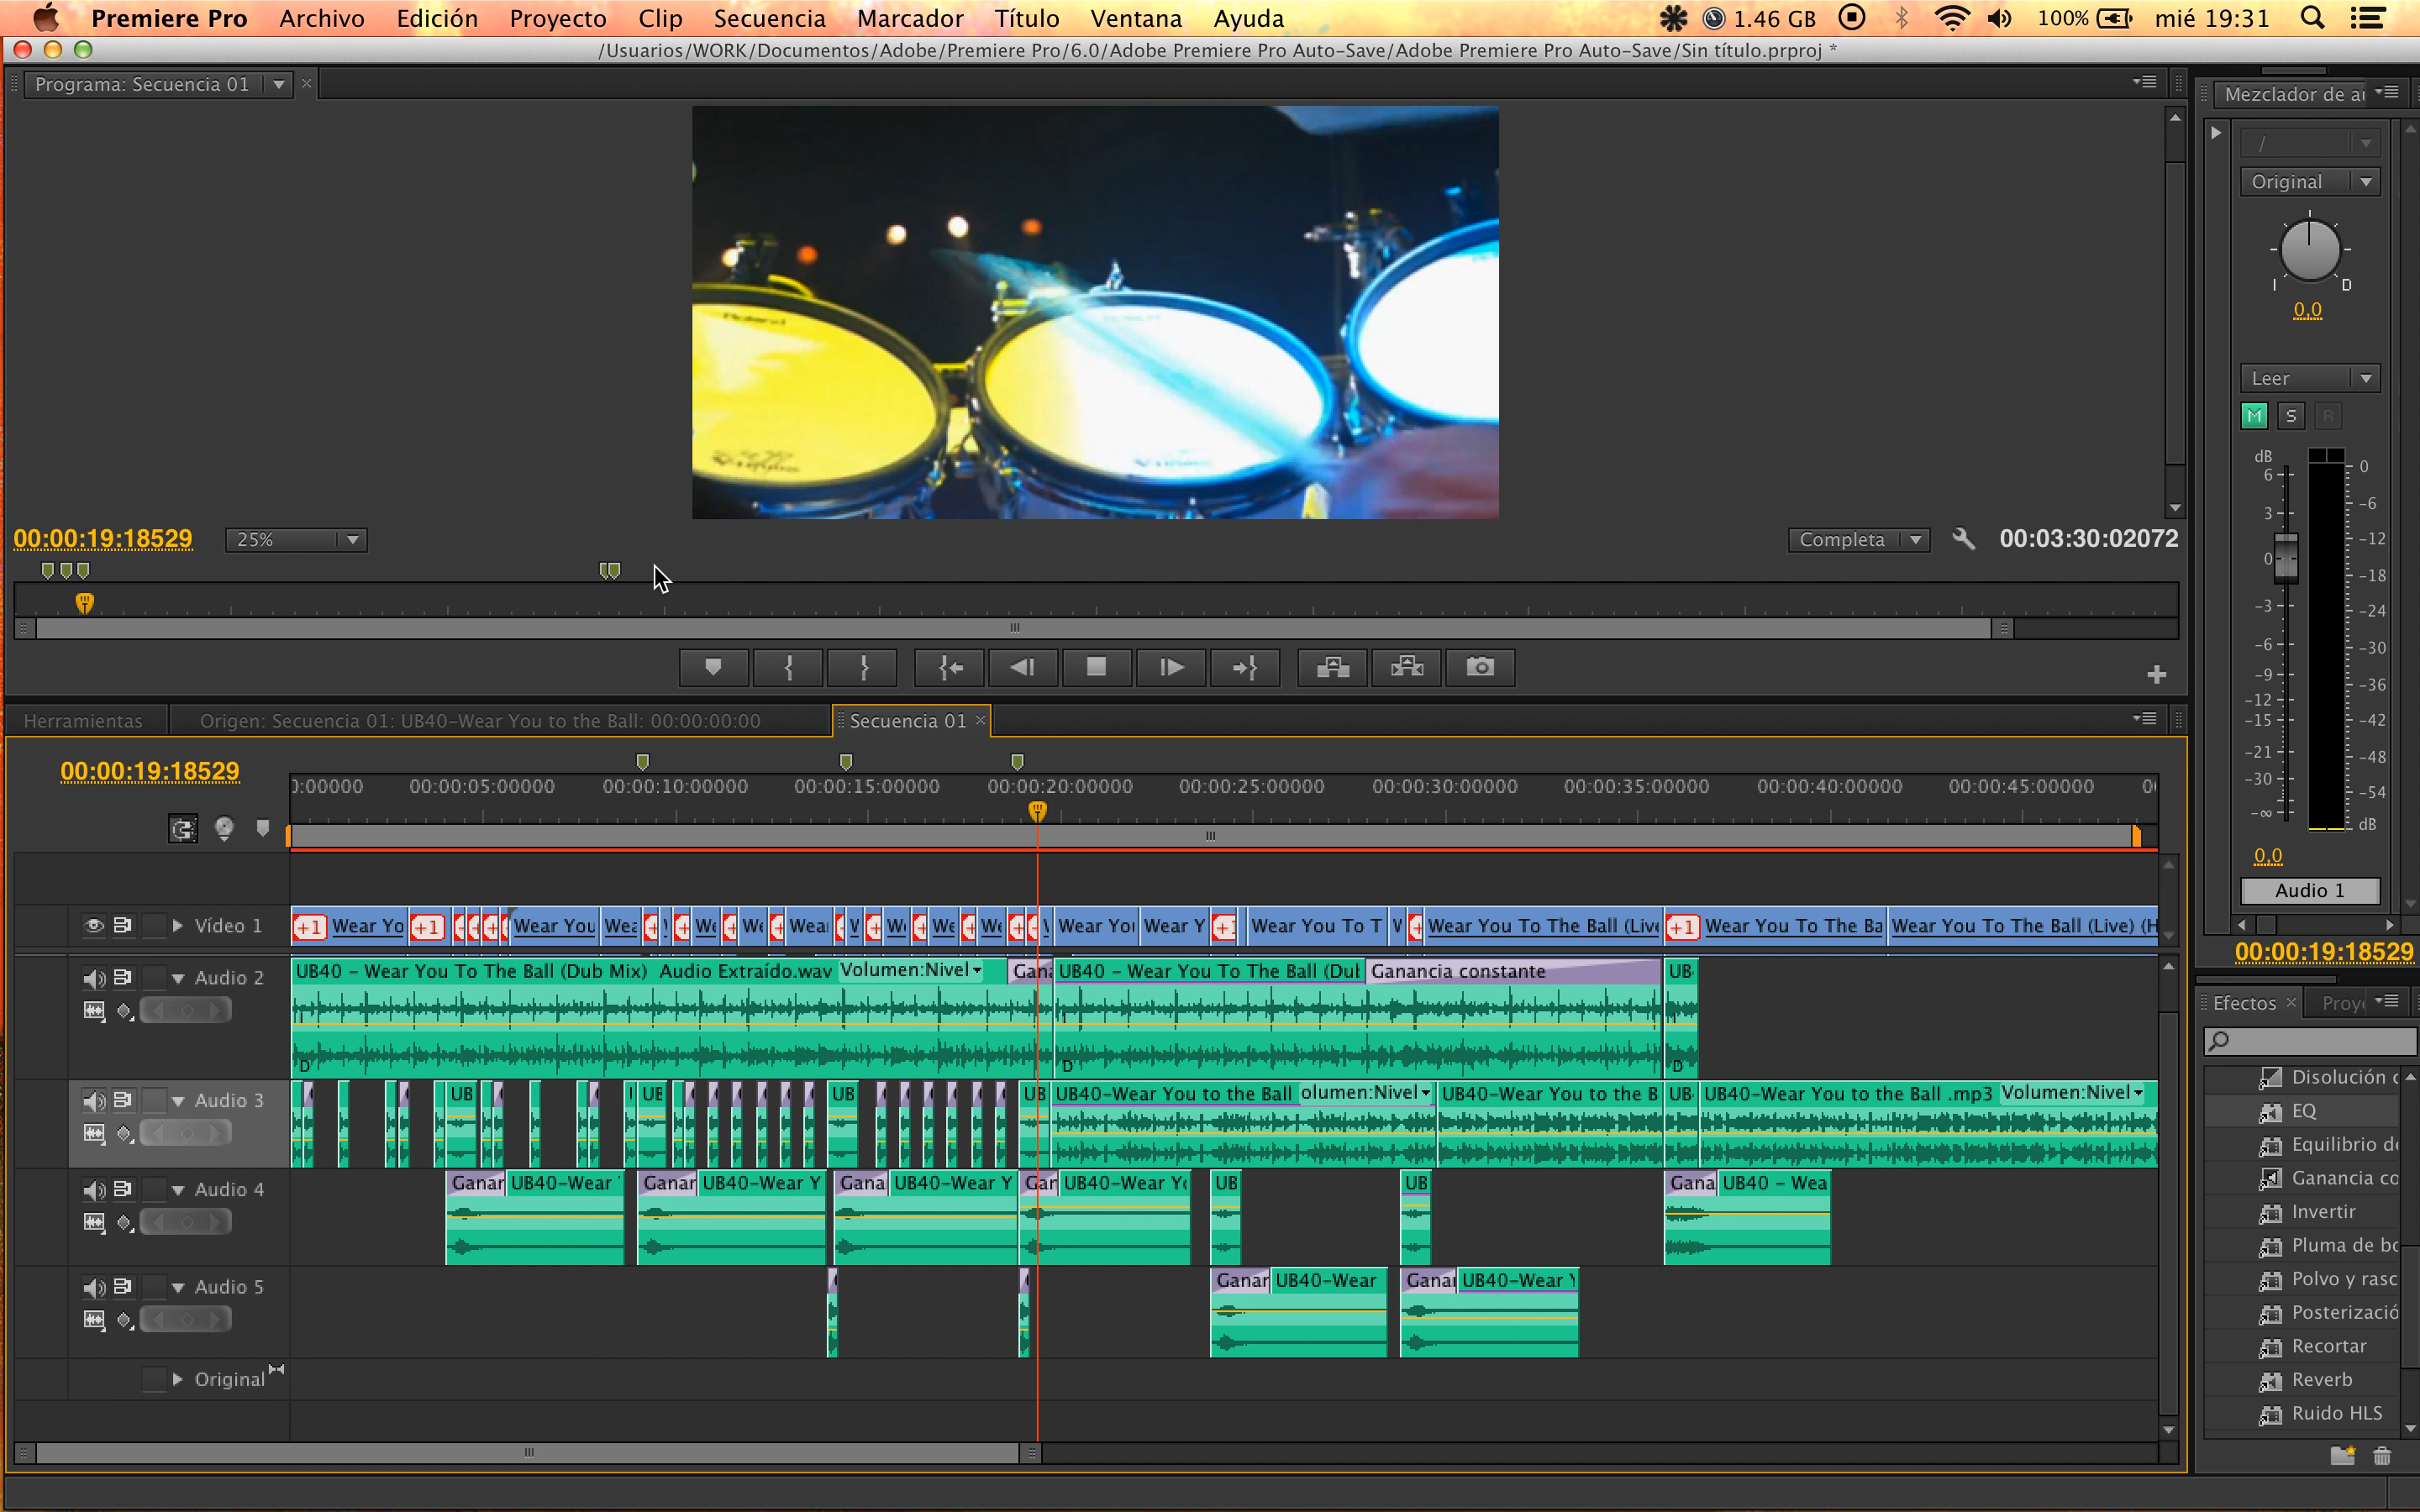 Premiere Pro Archivo Edición Proyecto Clip Secuencia Marcador Título Ventana Ayuda 1.46 GB 100% mié 19:31
/Usuarios/WORK/Documentos/Adobe/Premiere Pro/6.0/Adobe Premiere Pro Auto-Save/Adobe Premiere Pro Auto-Save/Sin título.prproj *
Programa: Secuencia 01
Mezclador de au
/
Original
I D
0,0
Leer
M S R
Roland
00:00:19:18529 25% Completa 00:03:30:02072
dB
6 3 0 -3 -6 -9 -12 -15 -21 -30 -∞
0 -6 -12 -18 -24 -30 -36 -42 -48 -54 dB
0,0
Audio 1
00:00:19:18529
Herramientas Origen: Secuencia 01: UB40-Wear You to the Ball: 00:00:00:00 Secuencia 01
00:00:19:18529
0:00000 00:00:05:00000 00:00:10:00000 00:00:15:00000 00:00:20:00000 00:00:25:00000 00:00:30:00000 00:00:35:00000 00:00:40:00000 00:00:45:00000 00
Vídeo 1 +1 Wear Yo +1 Wear You Wea We We Wear W We We We Wear You Wear Y +1 Wear You To T W Wear You To The Ball (Live +1 Wear You To The Ba Wear You To The Ball (Live) (H
Audio 2 UB40 - Wear You To The Ball (Dub Mix) Audio Extraído.wav Volumen:Nivel Gana UB40 - Wear You To The Ball (Dub Ganancia constante UB
D D D
Audio 3 UB UB UB UB UB40-Wear You to the Ball olumen:Nivel UB40-Wear You to the B UB UB40-Wear You to the Ball .mp3 Volumen:Nivel
Audio 4 Ganar UB40-Wear Ganar UB40-Wear Y Gana UB40-Wear Y Gar UB40-Wear Yo UB UB Gana UB40 - Wea
Audio 5 Ganar UB40-Wear Ganar UB40-Wear Y
Original
Efectos Proye
Disolución c
EQ
Equilibrio de
Ganancia co
Invertir
Pluma de bo
Polvo y rasc
Posterizació
Recortar
Reverb
Ruido HLS